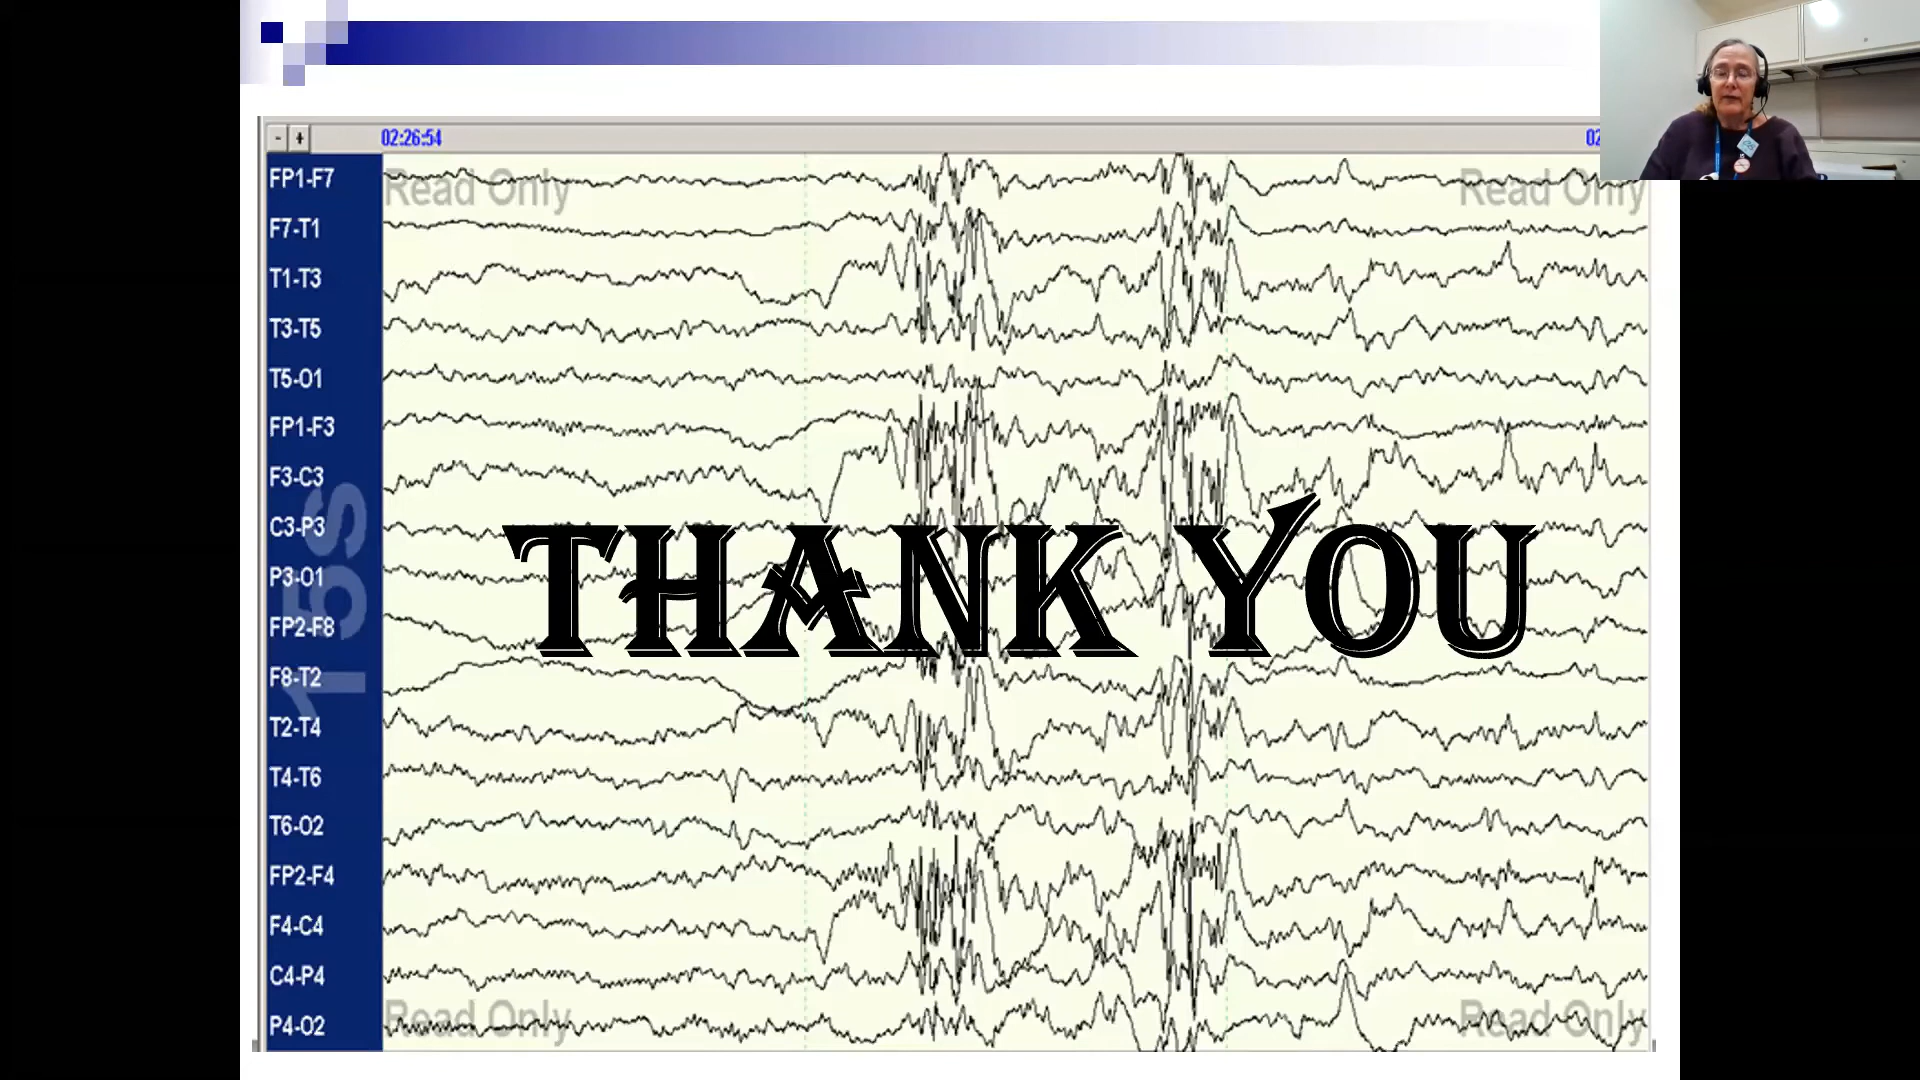 - +
02:26:54
02
Read Only
Read Only
FP1-F7
F7-T1
T1-T3
T3-T5
T5-O1
FP1-F3
F3-C3
C3-P3
P3-O1
FP2-F8
F8-T2
T2-T4
T4-T6
T6-O2
FP2-F4
F4-C4
C4-P4
P4-O2
15s
THANK YOU
Read Only
Read Only